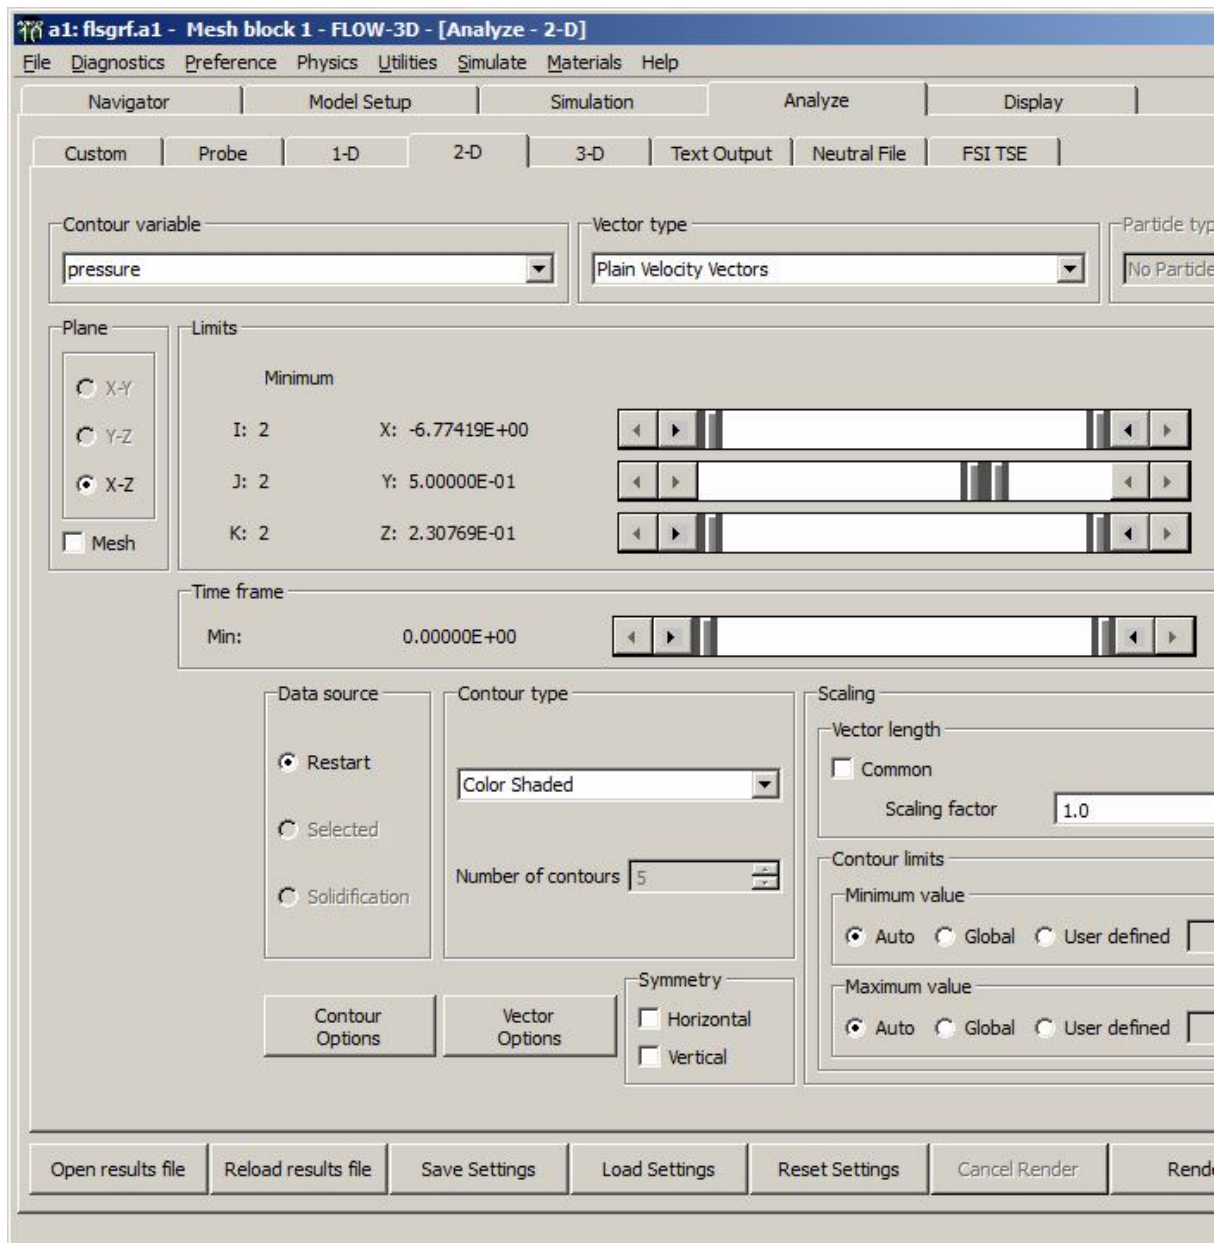 a1: flsgrf.a1 - Mesh block 1 - FLOW-3D - [Analyze - 2-D]
File Diagnostics Preference Physics Utilities Simulate Materials Help
Navigator Model Setup Simulation Analyze Display
Custom Probe 1-D 2-D 3-D Text Output Neutral File FSI TSE
Contour variable Vector type Particle typ
pressure Plain Velocity Vectors No Particle
Plane Limits
Minimum
X-Y
I: 2 X: -6.77419E+00
Y-Z
J: 2 Y: 5.00000E-01
X-Z
K: 2 Z: 2.30769E-01
Mesh
Time frame
Min: 0.00000E+00
Data source Contour type Scaling
Vector length
Restart Common
Color Shaded
Scaling factor 1.0
Selected
Contour limits
Number of contours 5
Minimum value
Solidification
Auto Global User defined
Symmetry
Maximum value
Contour Options Vector Options Horizontal
Auto Global User defined
Vertical
Open results file Reload results file Save Settings Load Settings Reset Settings Cancel Render Rende